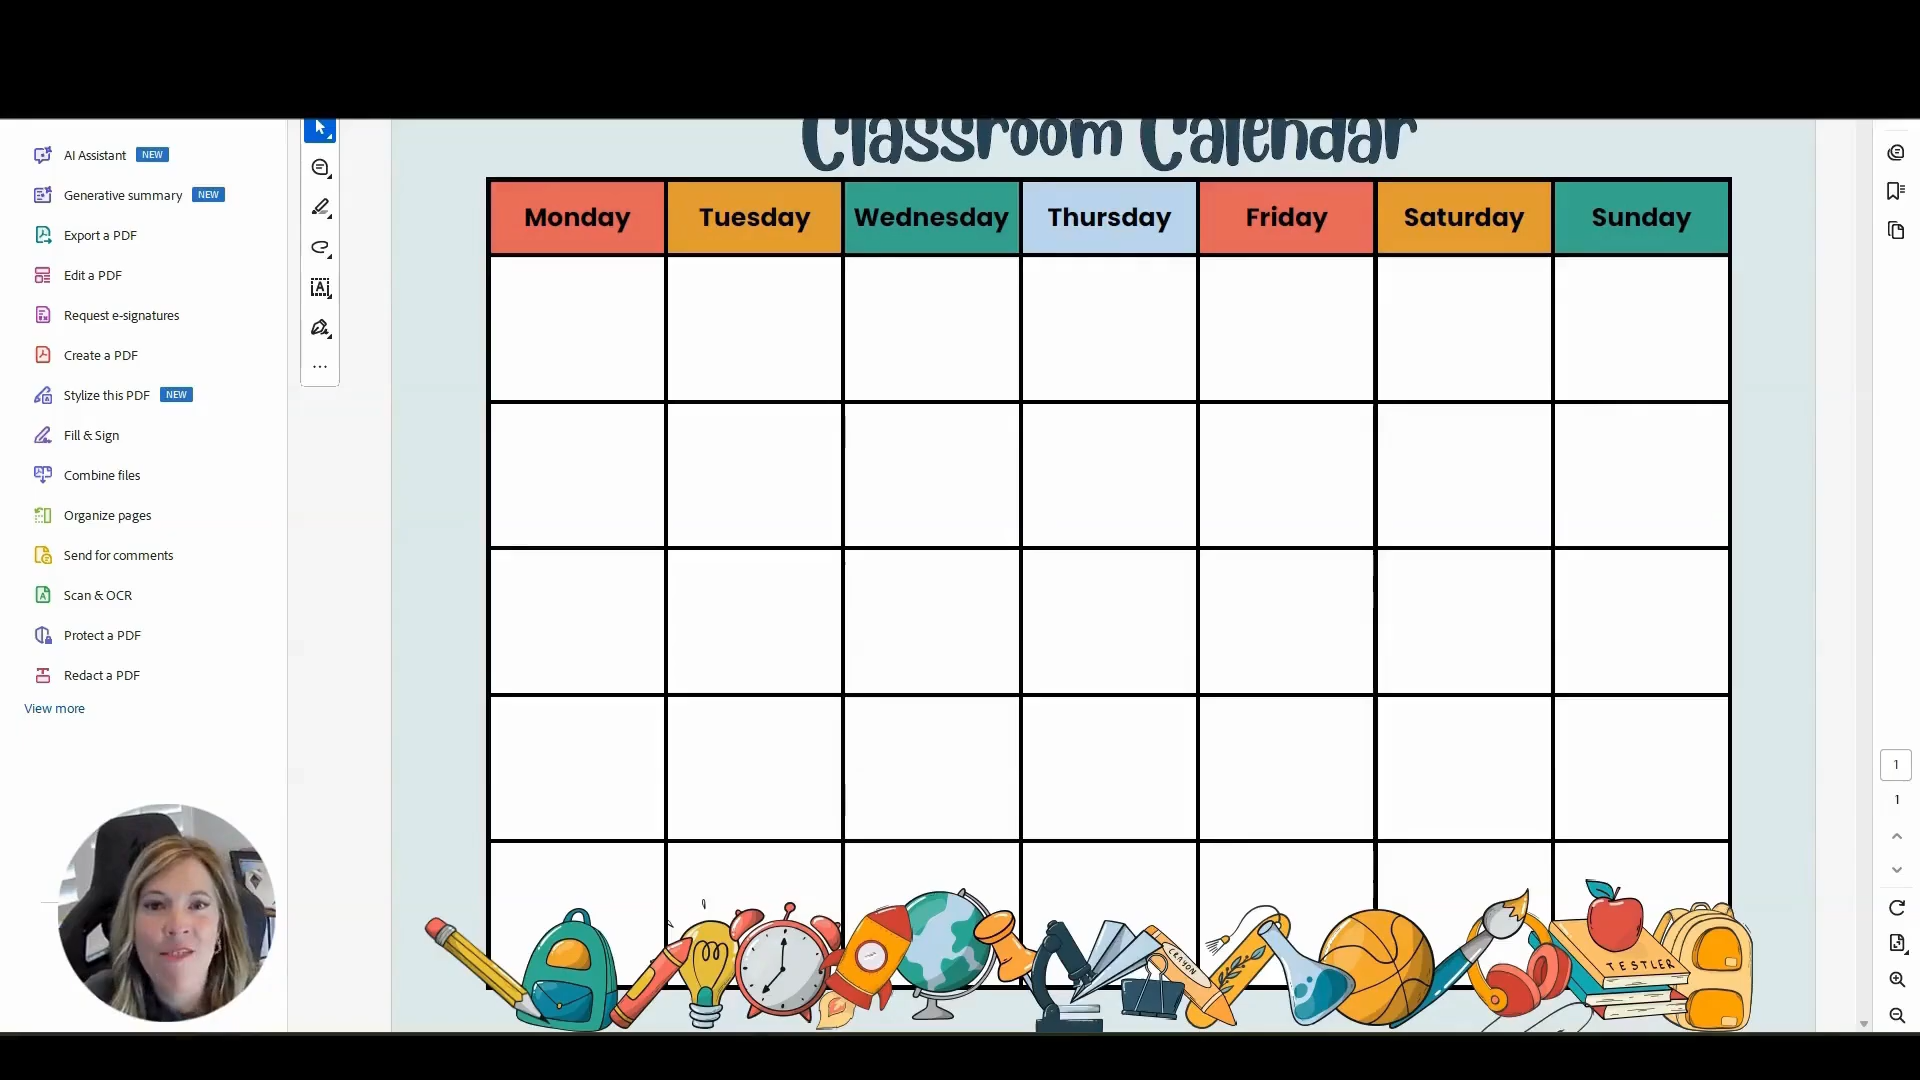 Classroom Calendar
AI Assistant NEW
Generative summary NEW
Export a PDF
Edit a PDF
Request e-signatures
Create a PDF
Stylize this PDF NEW
Fill & Sign
Combine files
Organize pages
Send for comments
Scan & OCR
Protect a PDF
Redact a PDF
View more
Monday Tuesday Wednesday Thursday Friday Saturday Sunday
CRAYON
TESTLER
1
1